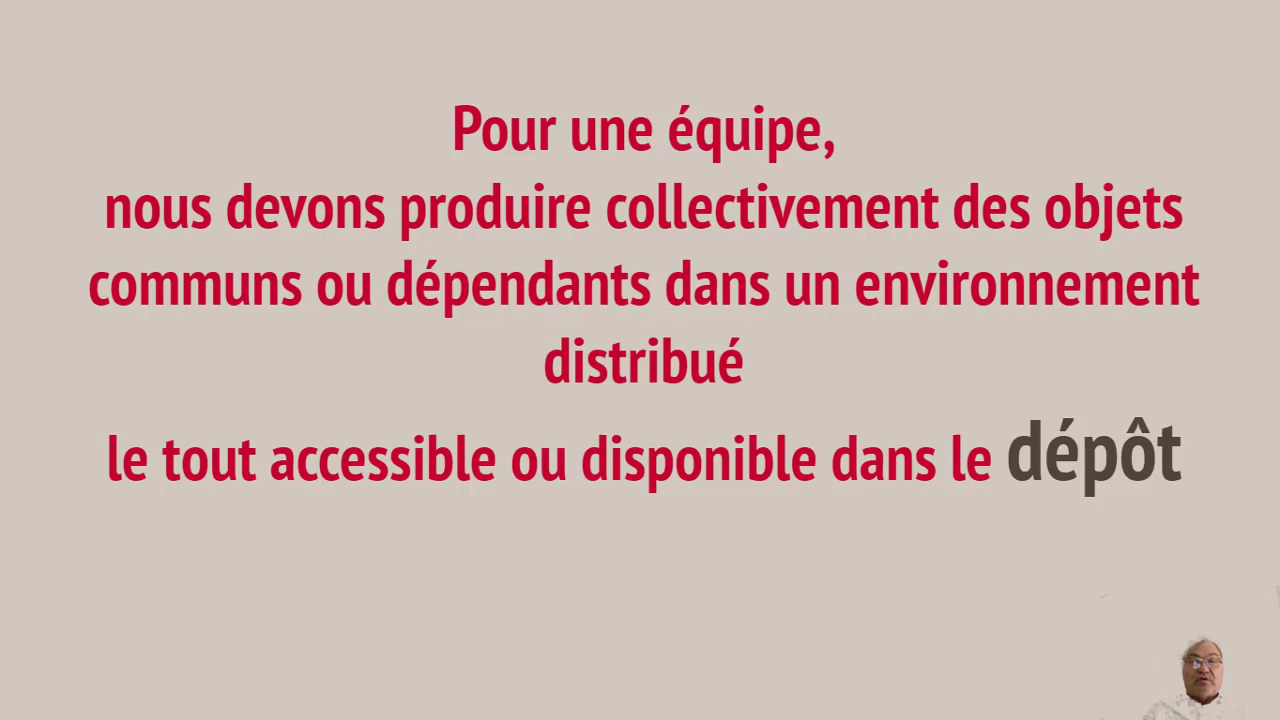 Pour une équipe,
nous devons produire collectivement des objets
communs ou dépendants dans un environnement
distribué
le tout accessible ou disponible dans le dépôt